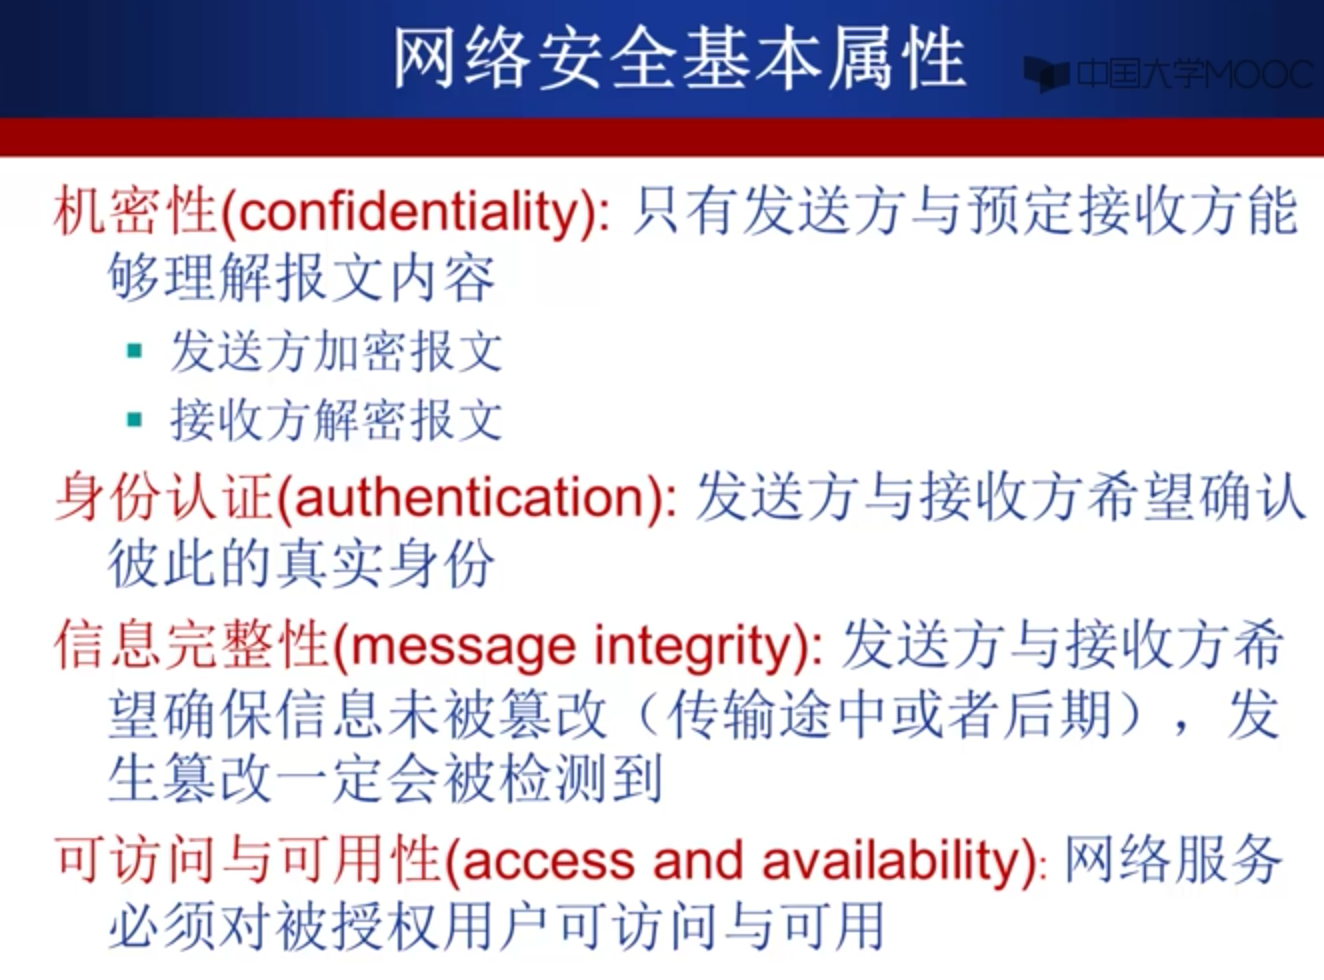 网络安全基本属性
中国大学MOOC
机密性(confidentiality): 只有发送方与预定接收方能
够理解报文内容
发送方加密报文
接收方解密报文
身份认证(authentication): 发送方与接收方希望确认
彼此的真实身份
信息完整性(message integrity): 发送方与接收方希
望确保信息未被篡改（传输途中或者后期），发
生篡改一定会被检测到
可访问与可用性(access and availability): 网络服务
必须对被授权用户可访问与可用